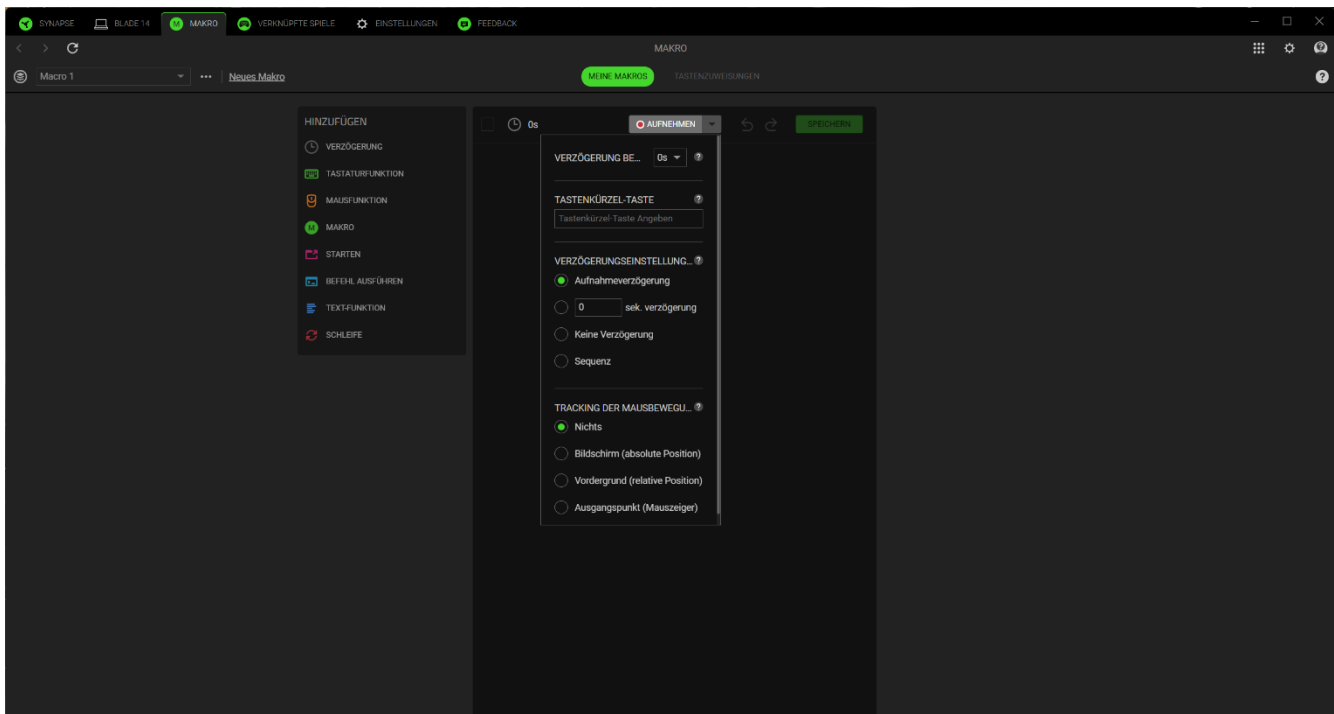 SYNAPSE BLADE 14 M MAKRO VERKNÜPFTE SPIELE EINSTELLUNGEN FEEDBACK
MAKRO
Macro 1 Neues Makro MEINE MAKROS TASTENZUWEISUNGEN
HINZUFÜGEN
VERZÖGERUNG
TASTATURFUNKTION
MAUSFUNKTION
M MAKRO
STARTEN
BEFEHL AUSFÜHREN
TEXT-FUNKTION
SCHLEIFE
0s AUFNEHMEN SPEICHERN
VERZÖGERUNG BE... 0s ?
TASTENKÜRZEL-TASTE ?
Tastenkürzel-Taste Angeben
VERZÖGERUNGSEINSTELLUNG... ?
Aufnahmeverzögerung
0 sek. verzögerung
Keine Verzögerung
Sequenz
TRACKING DER MAUSBEWEGU... ?
Nichts
Bildschirm (absolute Position)
Vordergrund (relative Position)
Ausgangspunkt (Mauszeiger)